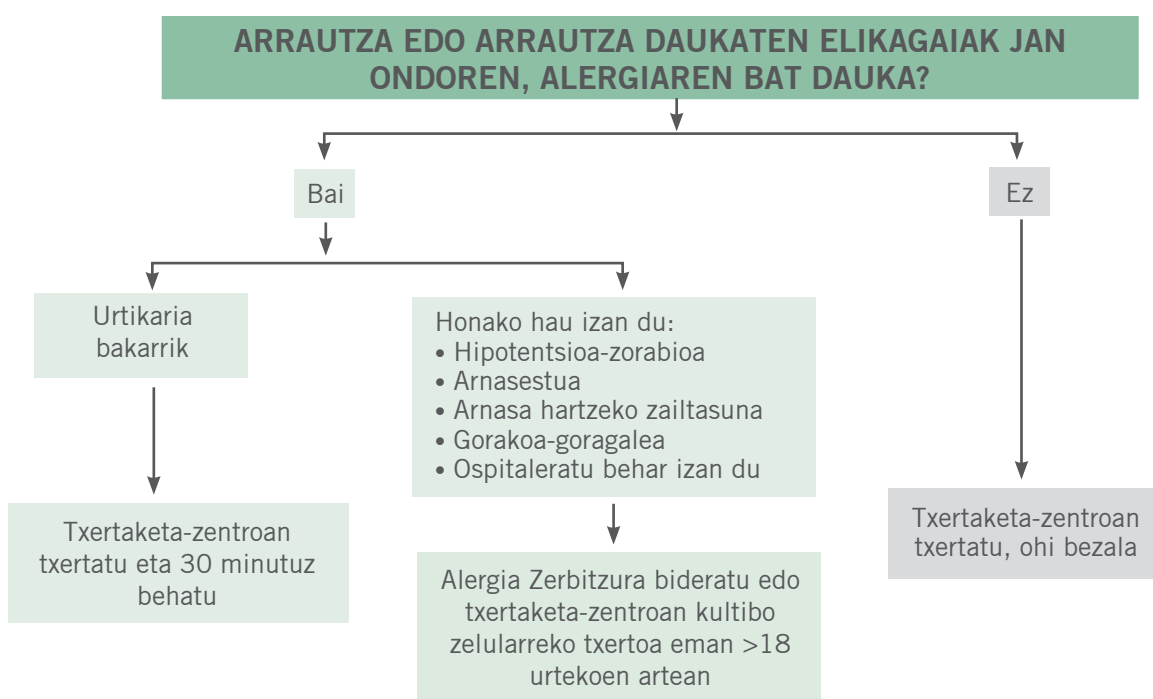 ARRAUTZA EDO ARRAUTZA DAUKATEN ELIKAGAIAK JAN
ONDOREN, ALERGIAREN BAT DAUKA?
Bai
Ez
Urtikaria
bakarrik
Honako hau izan du:
• Hipotentsioa-zorabioa
• Arnasestua
• Arnasa hartzeko zailtasuna
• Gorakoa-goragalea
• Ospitaleratu behar izan du
Txertaketa-zentroan
txertatu eta 30 minutuz
behatu
Alergia Zerbitzura bideratu edo
txertaketa-zentroan kultibo
zelularreko txertoa eman >18
urtekoen artean
Txertaketa-zentroan
txertatu, ohi bezala